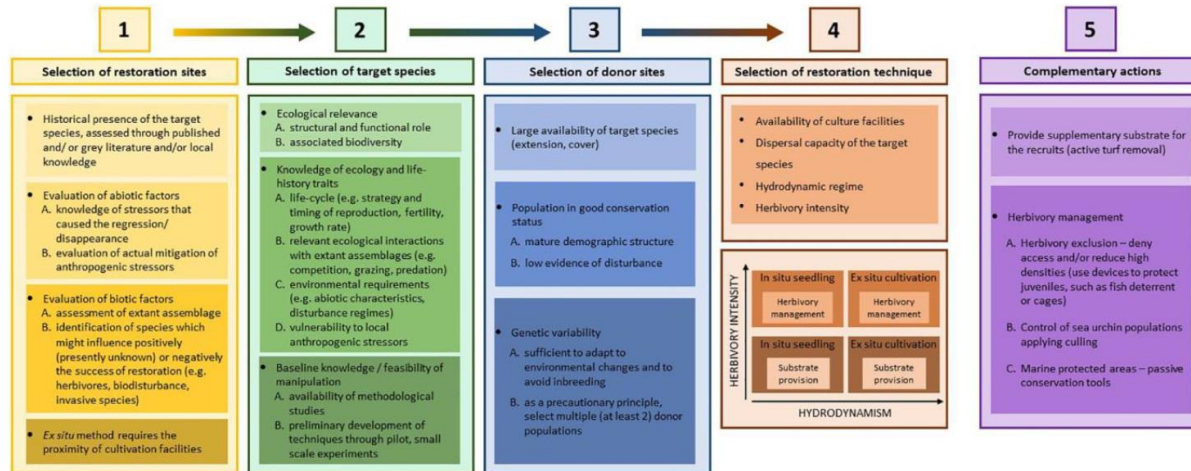 1
2
3
4
5
Selection of restoration sites
Selection of target species
Selection of donor sites
Selection of restoration technique
Complementary actions
• Historical presence of the target
species, assessed through published
and/ or grey literature and/or local
knowledge
• Evaluation of abiotic factors
A. knowledge of stressors that
caused the regression/
disappearance
B. evaluation of actual mitigation of
anthropogenic stressors
• Evaluation of biotic factors
A. assessment of extant assemblage
B. identification of species which
might influence positively
(presently unknown) or negatively
the success of restoration (e.g.
herbivores, biodisturbance,
invasive species)
• Ex situ method requires the
proximity of cultivation facilities
• Ecological relevance
A. structural and functional role
B. associated biodiversity
• Knowledge of ecology and life-
history traits
A. life-cycle (e.g. strategy and
timing of reproduction, fertility,
growth rate)
B. relevant ecological interactions
with extant assemblages (e.g.
competition, grazing, predation)
C. environmental requirements
(e.g. abiotic characteristics,
disturbance regimes)
D. vulnerability to local
anthropogenic stressors
• Baseline knowledge / feasibility of
manipulation
A. availability of methodological
studies
B. preliminary development of
techniques through pilot, small
scale experiments
• Large availability of target species
(extension, cover)
• Population in good conservation
status
A. mature demographic structure
B. low evidence of disturbance
• Genetic variability
A. sufficient to adapt to
environmental changes and to
avoid inbreeding
B. as a precautionary principle,
select multiple (at least 2) donor
populations
• Availability of culture facilities
• Dispersal capacity of the target
species
• Hydrodynamic regime
• Herbivory intensity
HERBIVORY INTENSITY
In situ seedling
Ex situ cultivation
Herbivory
management
Herbivory
management
In situ seedling
Ex situ cultivation
Substrate
provision
Substrate
provision
HYDRODYNAMISM
• Provide supplementary substrate for
the recruits (active turf removal)
• Herbivory management
A. Herbivory exclusion – deny
access and/or reduce high
densities (use devices to protect
juveniles, such as fish deterrent
or cages)
B. Control of sea urchin populations
applying culling
C. Marine protected areas – passive
conservation tools